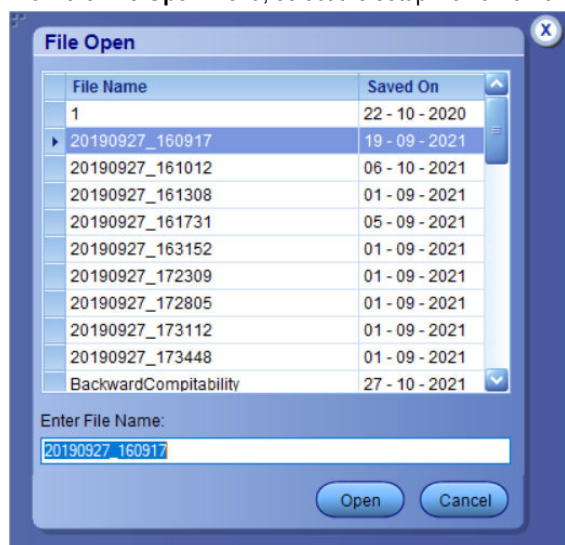 File Open
File Name Saved On
1 22 - 10 - 2020
20190927_160917 19 - 09 - 2021
20190927_161012 06 - 10 - 2021
20190927_161308 01 - 09 - 2021
20190927_161731 05 - 09 - 2021
20190927_163152 01 - 09 - 2021
20190927_172309 01 - 09 - 2021
20190927_172805 01 - 09 - 2021
20190927_173112 01 - 09 - 2021
20190927_173448 01 - 09 - 2021
BackwardCompitability 27 - 10 - 2021
Enter File Name:
20190927_160917
Open Cancel